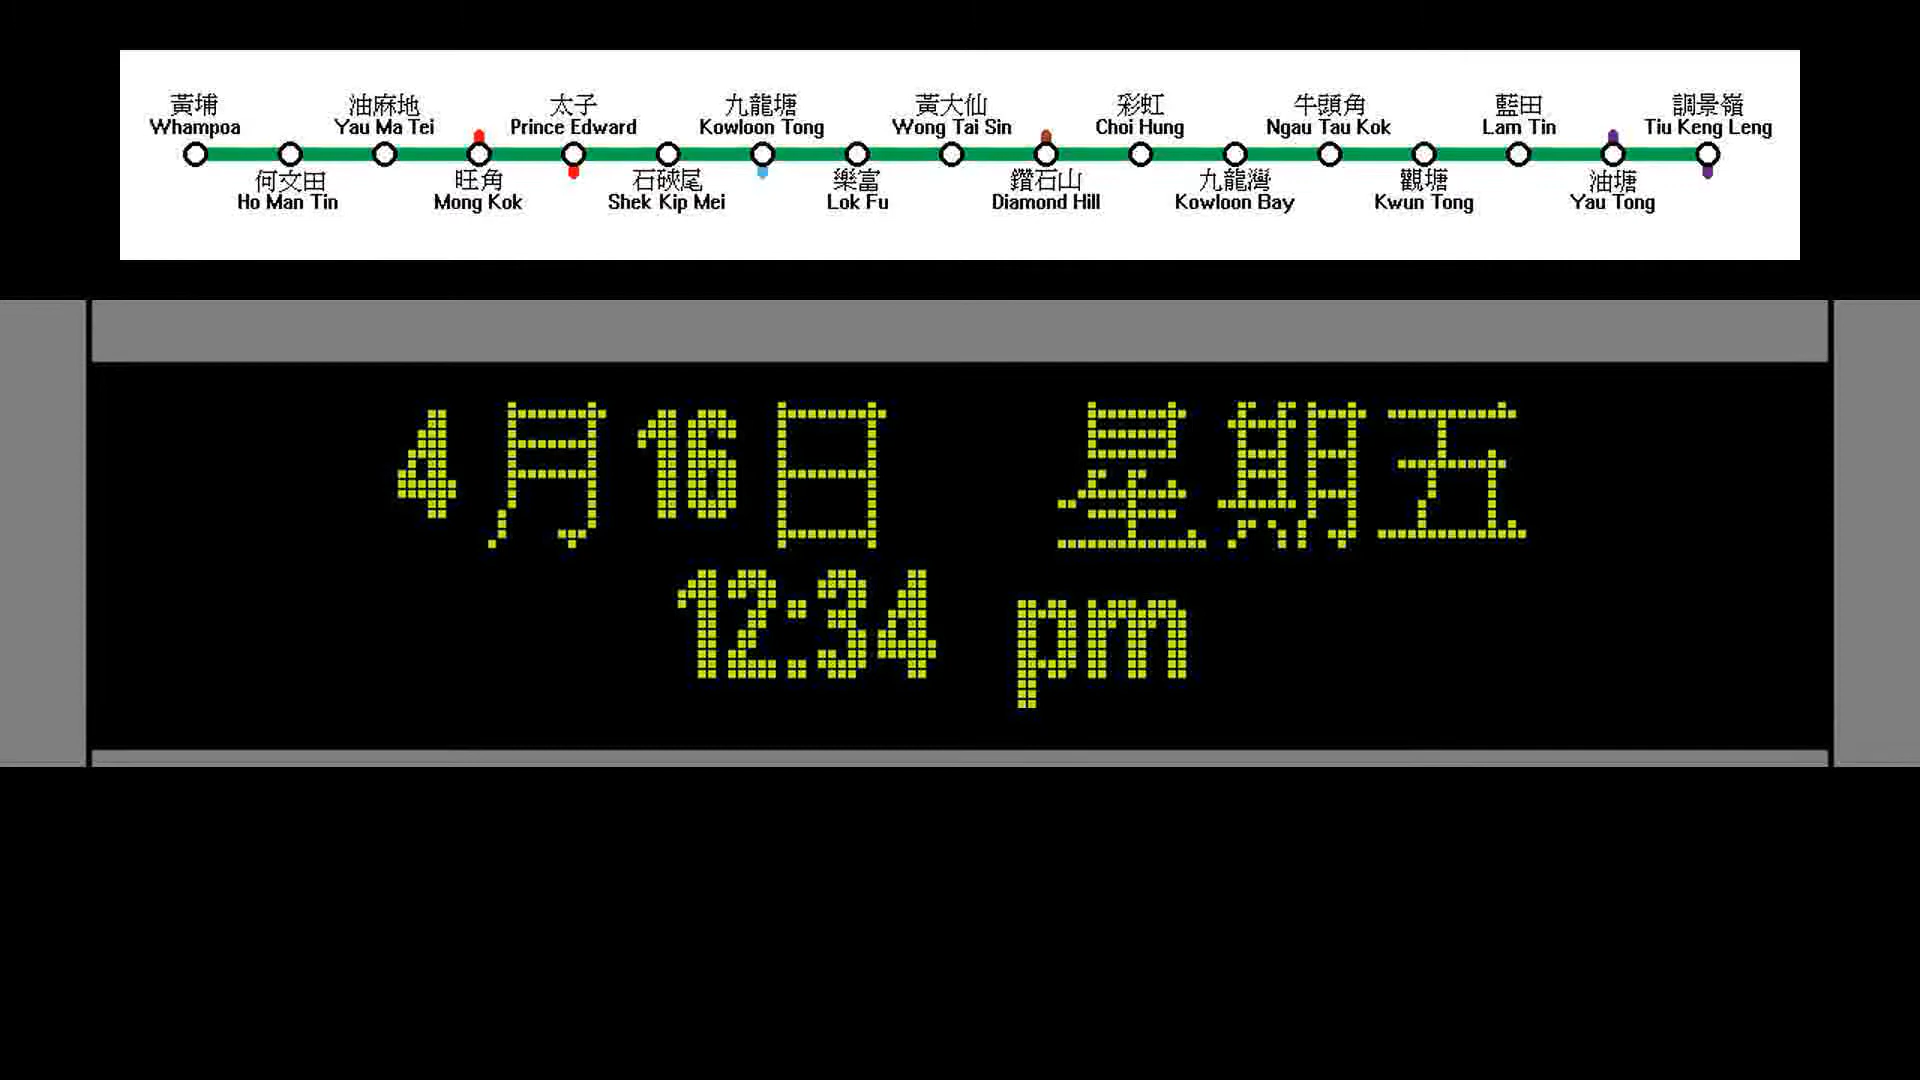 黃埔
Whampoa
油麻地
Yau Ma Tei
太子
Prince Edward
九龍塘
Kowloon Tong
黃大仙
Wong Tai Sin
彩虹
Choi Hung
牛頭角
Ngau Tau Kok
藍田
Lam Tin
調景嶺
Tiu Keng Leng
何文田
Ho Man Tin
旺角
Mong Kok
石硤尾
Shek Kip Mei
樂富
Lok Fu
鑽石山
Diamond Hill
九龍灣
Kowloon Bay
觀塘
Kwun Tong
油塘
Yau Tong
4月16日 星期五
12:34 pm